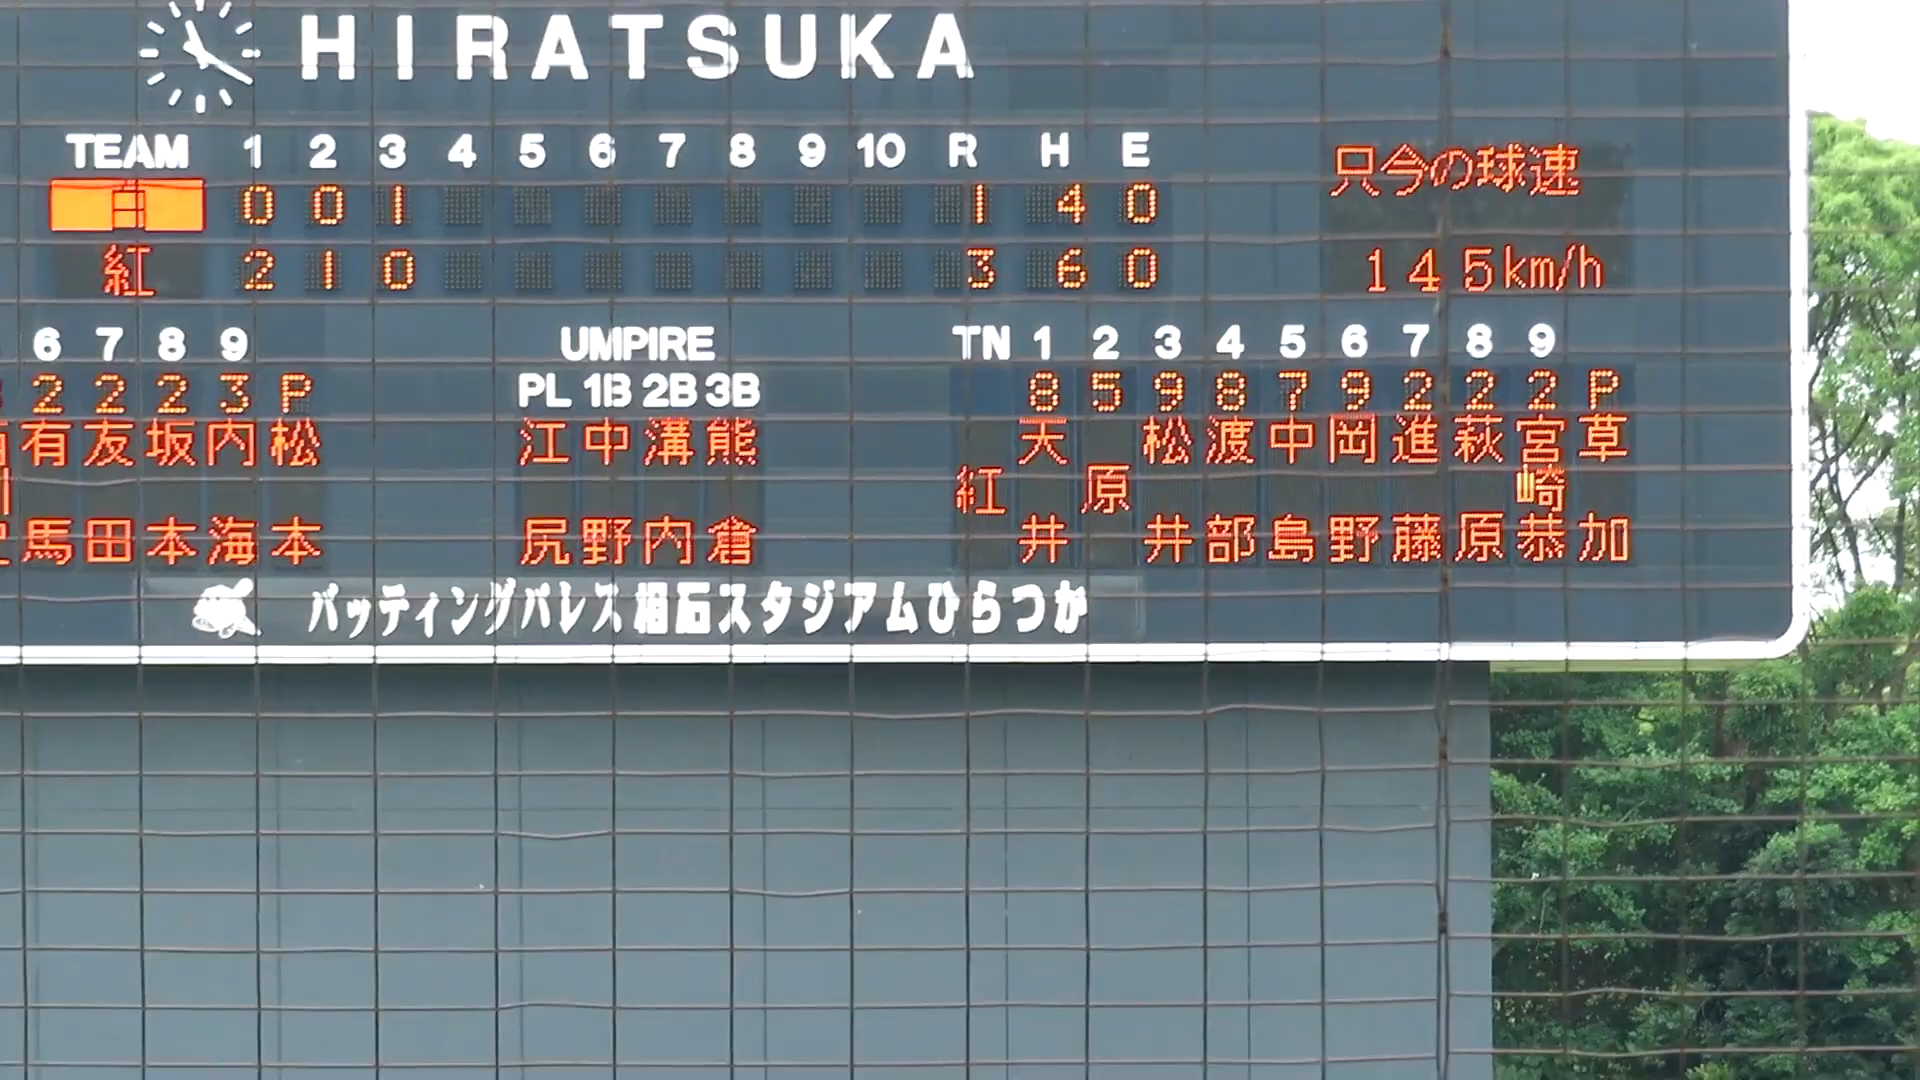 HIRATSUKA
TEAM 1 2 3 4 5 6 7 8 9 10 R H E
0 0 1 1 4 0
紅 2 1 0 3 6 0
只今の球速
145km/h
6 7 8 9
2 2 2 3 P
有馬 友田 坂本 内海 松本
UMPIRE
PL 1B 2B 3B
江尻 中野 溝内 熊倉
TN 1 2 3 4 5 6 7 8 9
8 5 9 8 7 9 2 2 2 P
紅 天井 原 松井 渡部 中島 岡野 進藤 萩原 宮崎恭 草加
バッティングパレス相石スタジアムひらつか